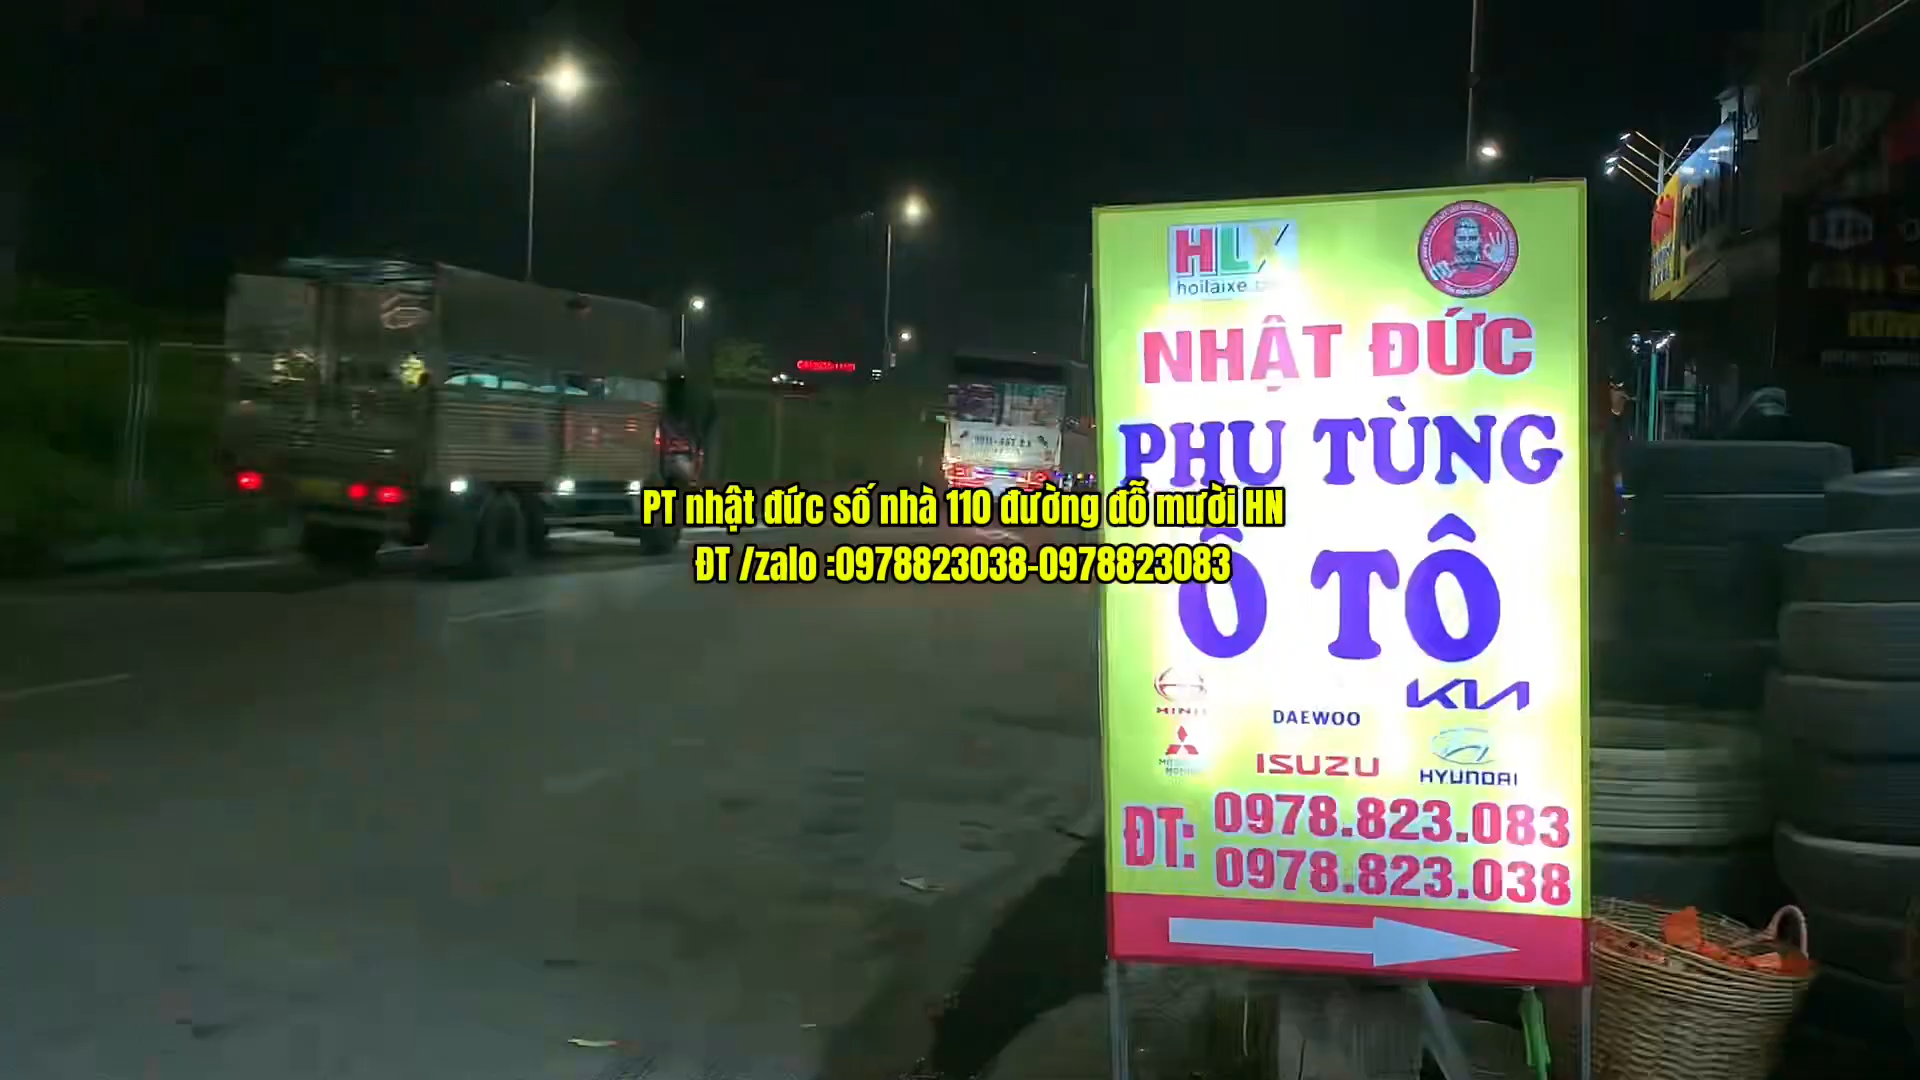 HLX
hoilaixe
NHẬT ĐỨC
PHỤ TÙNG
Ô TÔ
PT nhật đức số nhà 110 đường đỗ mười HN
ĐT /zalo :0978823038-0978823083
HINO
KIA
DAEWOO
ISUZU
HYUNDAI
ĐT: 0978.823.083
0978.823.038